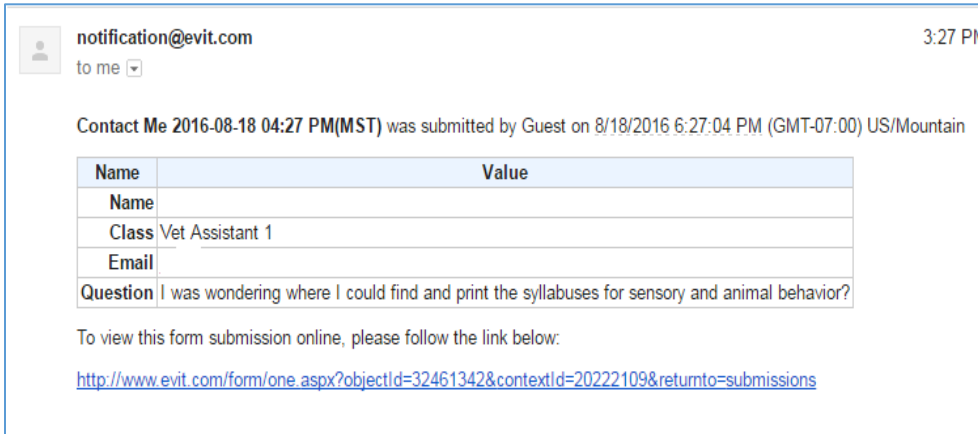 notification@evit.com 3:27 PM
to me
Contact Me 2016-08-18 04:27 PM(MST) was submitted by Guest on 8/18/2016 6:27:04 PM (GMT-07:00) US/Mountain
Name Value
Name
Class Vet Assistant 1
Email
Question I was wondering where I could find and print the syllabuses for sensory and animal behavior?
To view this form submission online, please follow the link below:
http://www.evit.com/form/one.aspx?objectId=32461342&contextId=20222109&returnto=submissions